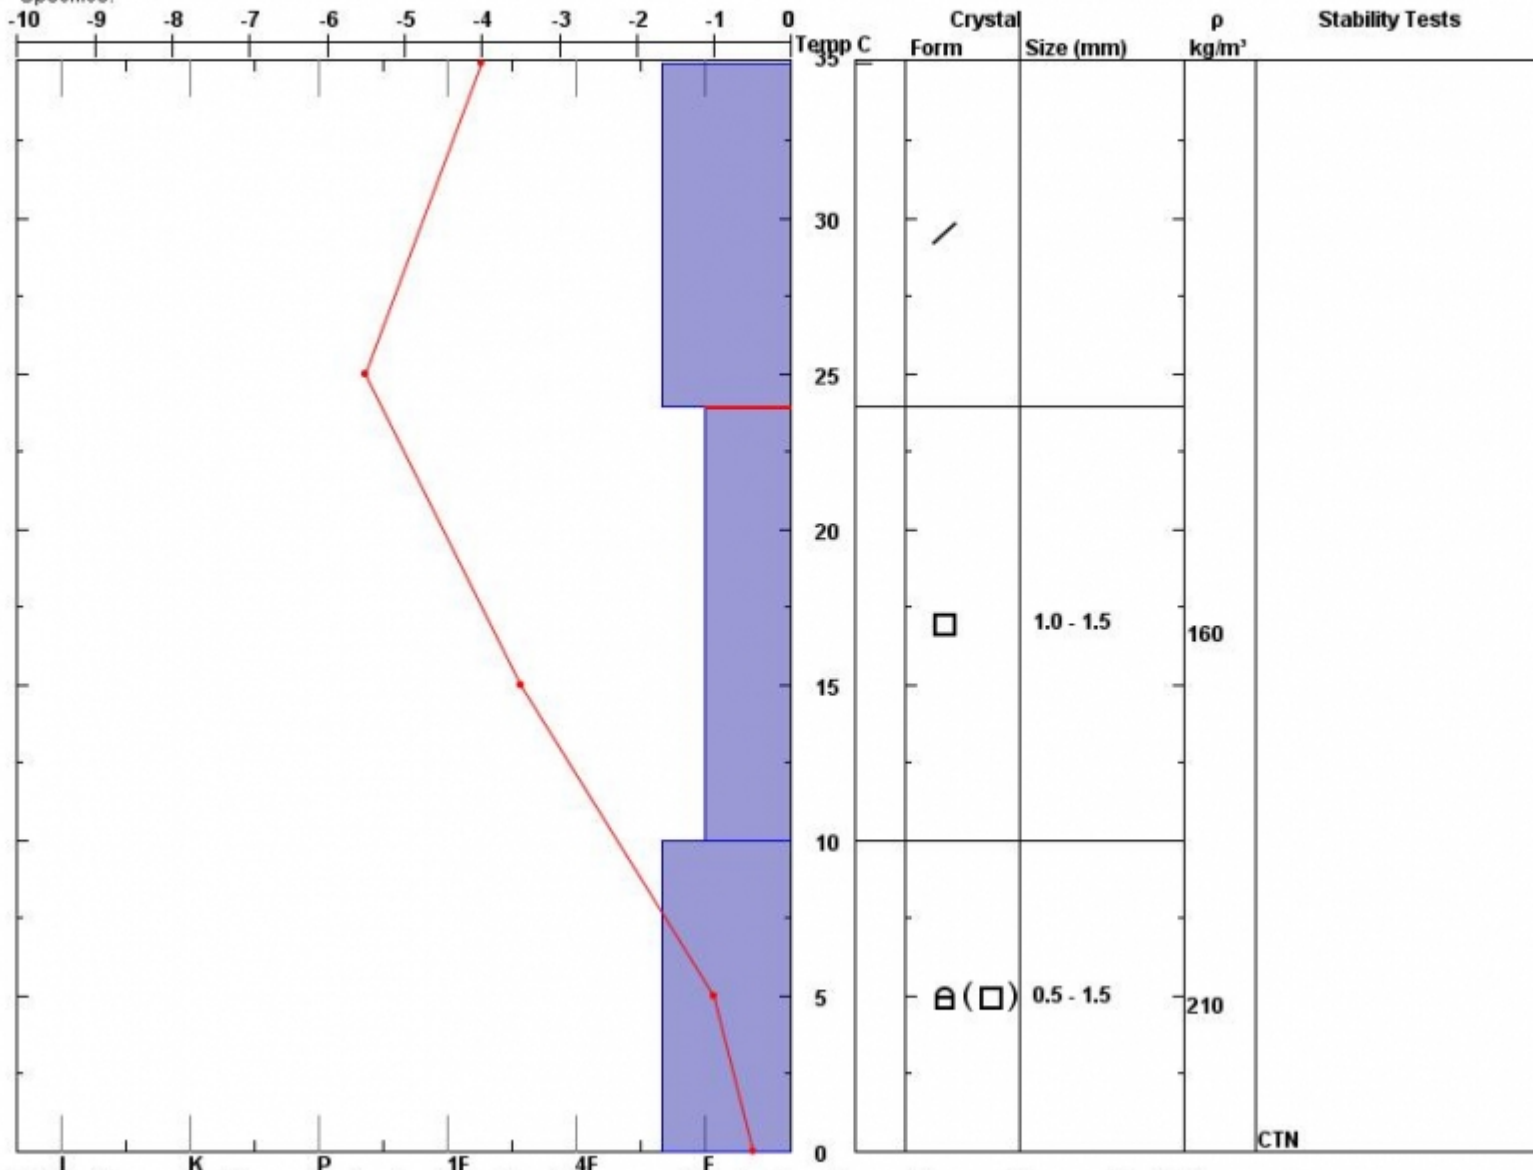 -10 -9 -8 -7 -6 -5 -4 -3 -2 -1 0
Temp C
Crystal
Form Size (mm)
ρ
kg/m³
Stability Tests
35
30
25
20
1.0 - 1.5 160
15
10
5
( ) 0.5 - 1.5 210
0
CTN
I K P 1F 4F F